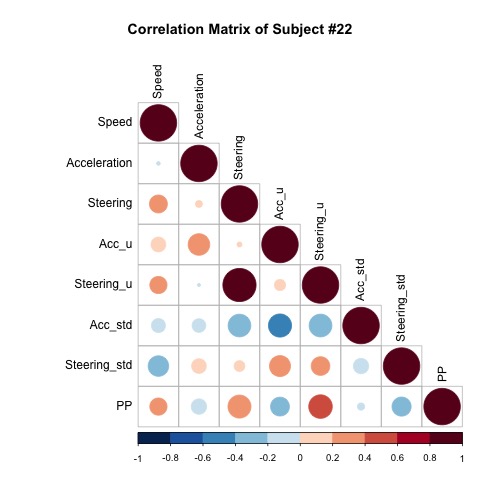 Correlation Matrix of Subject #22
Speed
Acceleration
Steering
Acc_u
Steering_u
Acc_std
Steering_std
PP
Speed
Acceleration
Steering
Acc_u
Steering_u
Acc_std
Steering_std
PP
-1 -0.8 -0.6 -0.4 -0.2 0 0.2 0.4 0.6 0.8 1